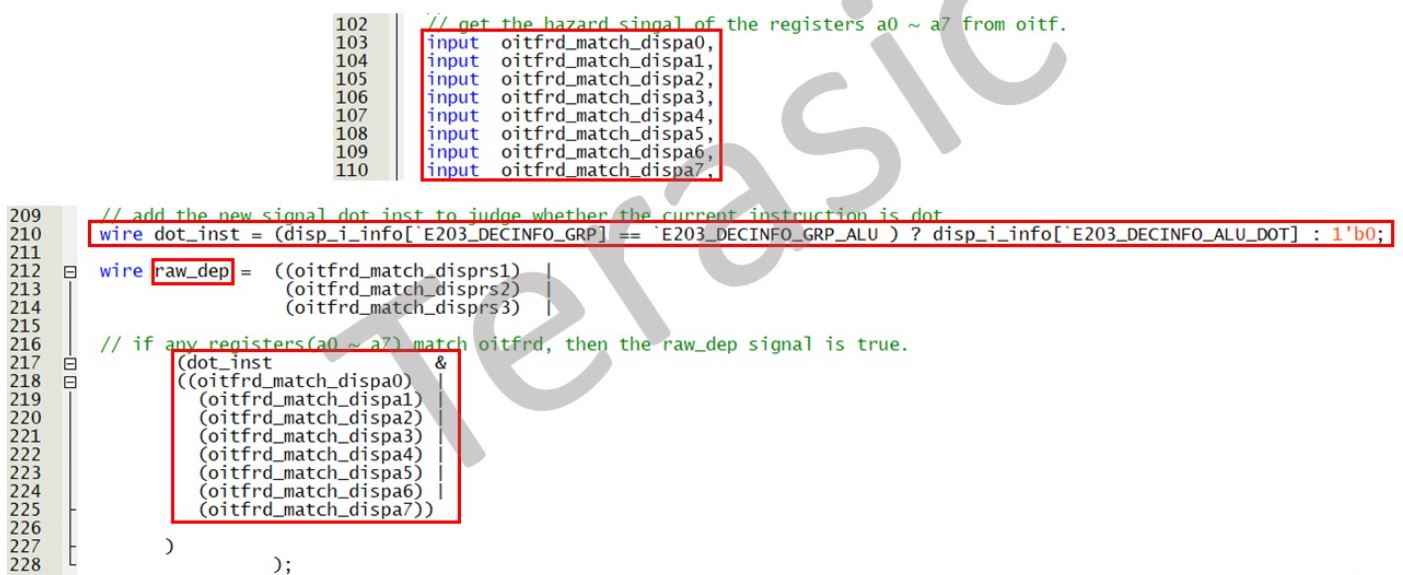 102 // get the hazard singal of the registers a0 ~ a7 from oitf.
103 input oitfrd_match_dispa0,
104 input oitfrd_match_dispa1,
105 input oitfrd_match_dispa2,
106 input oitfrd_match_dispa3,
107 input oitfrd_match_dispa4,
108 input oitfrd_match_dispa5,
109 input oitfrd_match_dispa6,
110 input oitfrd_match_dispa7,
209 // add the new signal dot_inst to judge whether the current instruction is dot
210 wire dot_inst = (disp_i_info[`E203_DECINFO_GRP] == `E203_DECINFO_GRP_ALU ) ? disp_i_info[`E203_DECINFO_ALU_DOT] : 1'b0;
211
212 wire raw_dep = ((oitfrd_match_disprs1) |
213 (oitfrd_match_disprs2) |
214 (oitfrd_match_disprs3) |
215
216 // if any registers(a0 ~ a7) match oitfrd, then the raw_dep signal is true.
217 (dot_inst &
218 ((oitfrd_match_dispa0) |
219 (oitfrd_match_dispa1) |
220 (oitfrd_match_dispa2) |
221 (oitfrd_match_dispa3) |
222 (oitfrd_match_dispa4) |
223 (oitfrd_match_dispa5) |
224 (oitfrd_match_dispa6) |
225 (oitfrd_match_dispa7))
226
227 )
228 );
Terasic